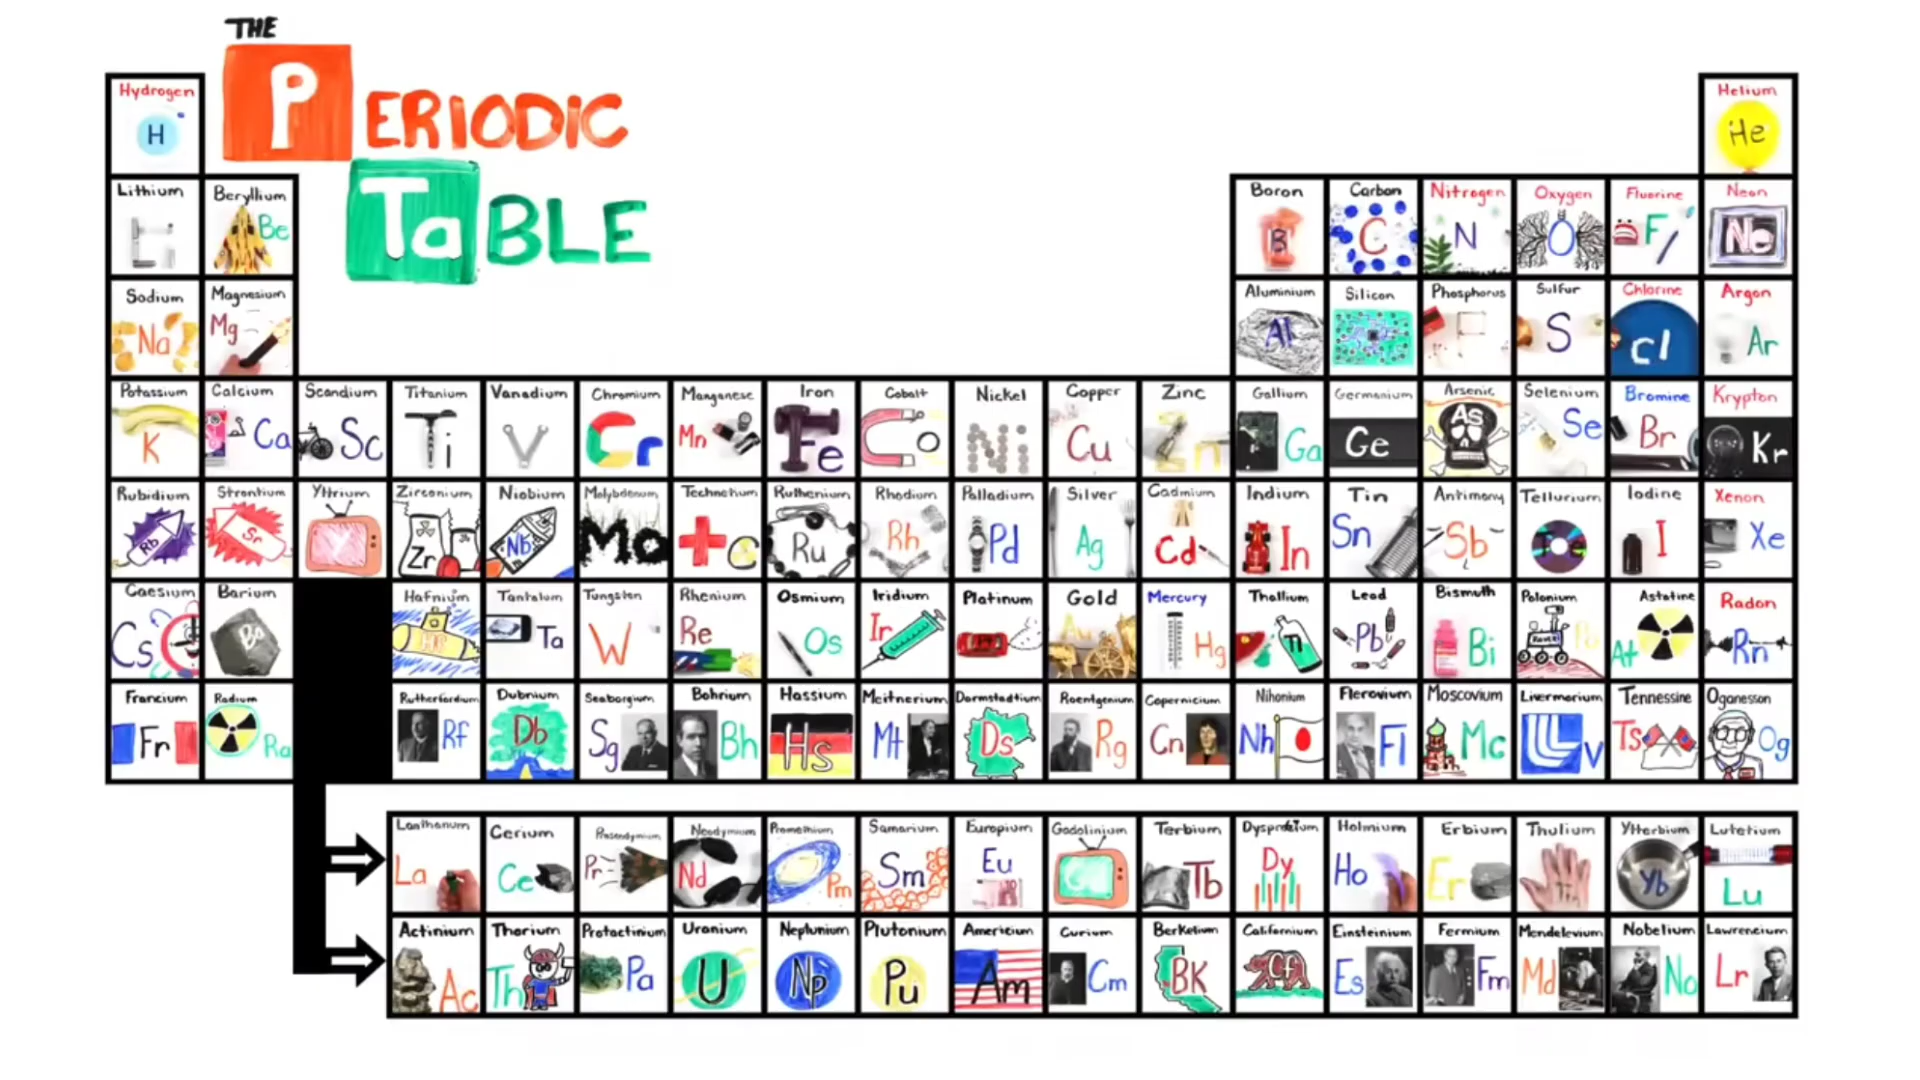 THE
PERIODIC
TaBLE
Hydrogen Helium
H He
Lithium Beryllium Boron Carbon Nitrogen Oxygen Fluorine Neon
Li Be B C N O F Ne
Sodium Magnesium Aluminium Silicon Phosphorus Sulfur Chlorine Argon
Na Mg Al P S Cl Ar
Potassium Calcium Scandium Titanium Vanadium Chromium Manganese Iron Cobalt Nickel Copper Zinc Gallium Germanium Arsenic Selenium Bromine Krypton
K Ca Sc Ti V Cr Mn Fe Co Ni Cu Zn Ga Ge As Se Br Kr
Rubidium Strontium Yttrium Zirconium Niobium Molybdenum Technetium Ruthenium Rhodium Palladium Silver Cadmium Indium Tin Antimony Tellurium Iodine Xenon
Rb Sr Y Zr Nb Mo Tc Ru Rh Pd Ag Cd In Sn Sb I Xe
Caesium Barium Hafnium Tantalum Tungsten Rhenium Osmium Iridium Platinum Gold Mercury Thallium Lead Bismuth Polonium Astatine Radon
Cs Ba Hf Ta W Re Os Ir Au Hg Tl Pb Bi Po At Rn
Francium Radium Rutherfordium Dubnium Seaborgium Bohrium Hassium Meitnerium Darmstadtium Roentgenium Copernicium Nihonium Flerovium Moscovium Livermorium Tennessine Oganesson
Fr Ra Rf Db Sg Bh Hs Mt Ds Rg Cn Nh Fl Mc Lv Ts Og
Lanthanum Cerium Praseodymium Neodymium Promethium Samarium Europium Gadolinium Terbium Dysprosium Holmium Erbium Thulium Ytterbium Lutetium
La Ce Pr Nd Pm Sm Eu G Tb Dy Ho Er Tm Yb Lu
Actinium Thorium Protactinium Uranium Neptunium Plutonium Americium Curium Berkelium Californium Einsteinium Fermium Mendelevium Nobelium Lawrencium
Ac Th Pa U Np Pu Am Cm BK Cf Es Fm Md No Lr